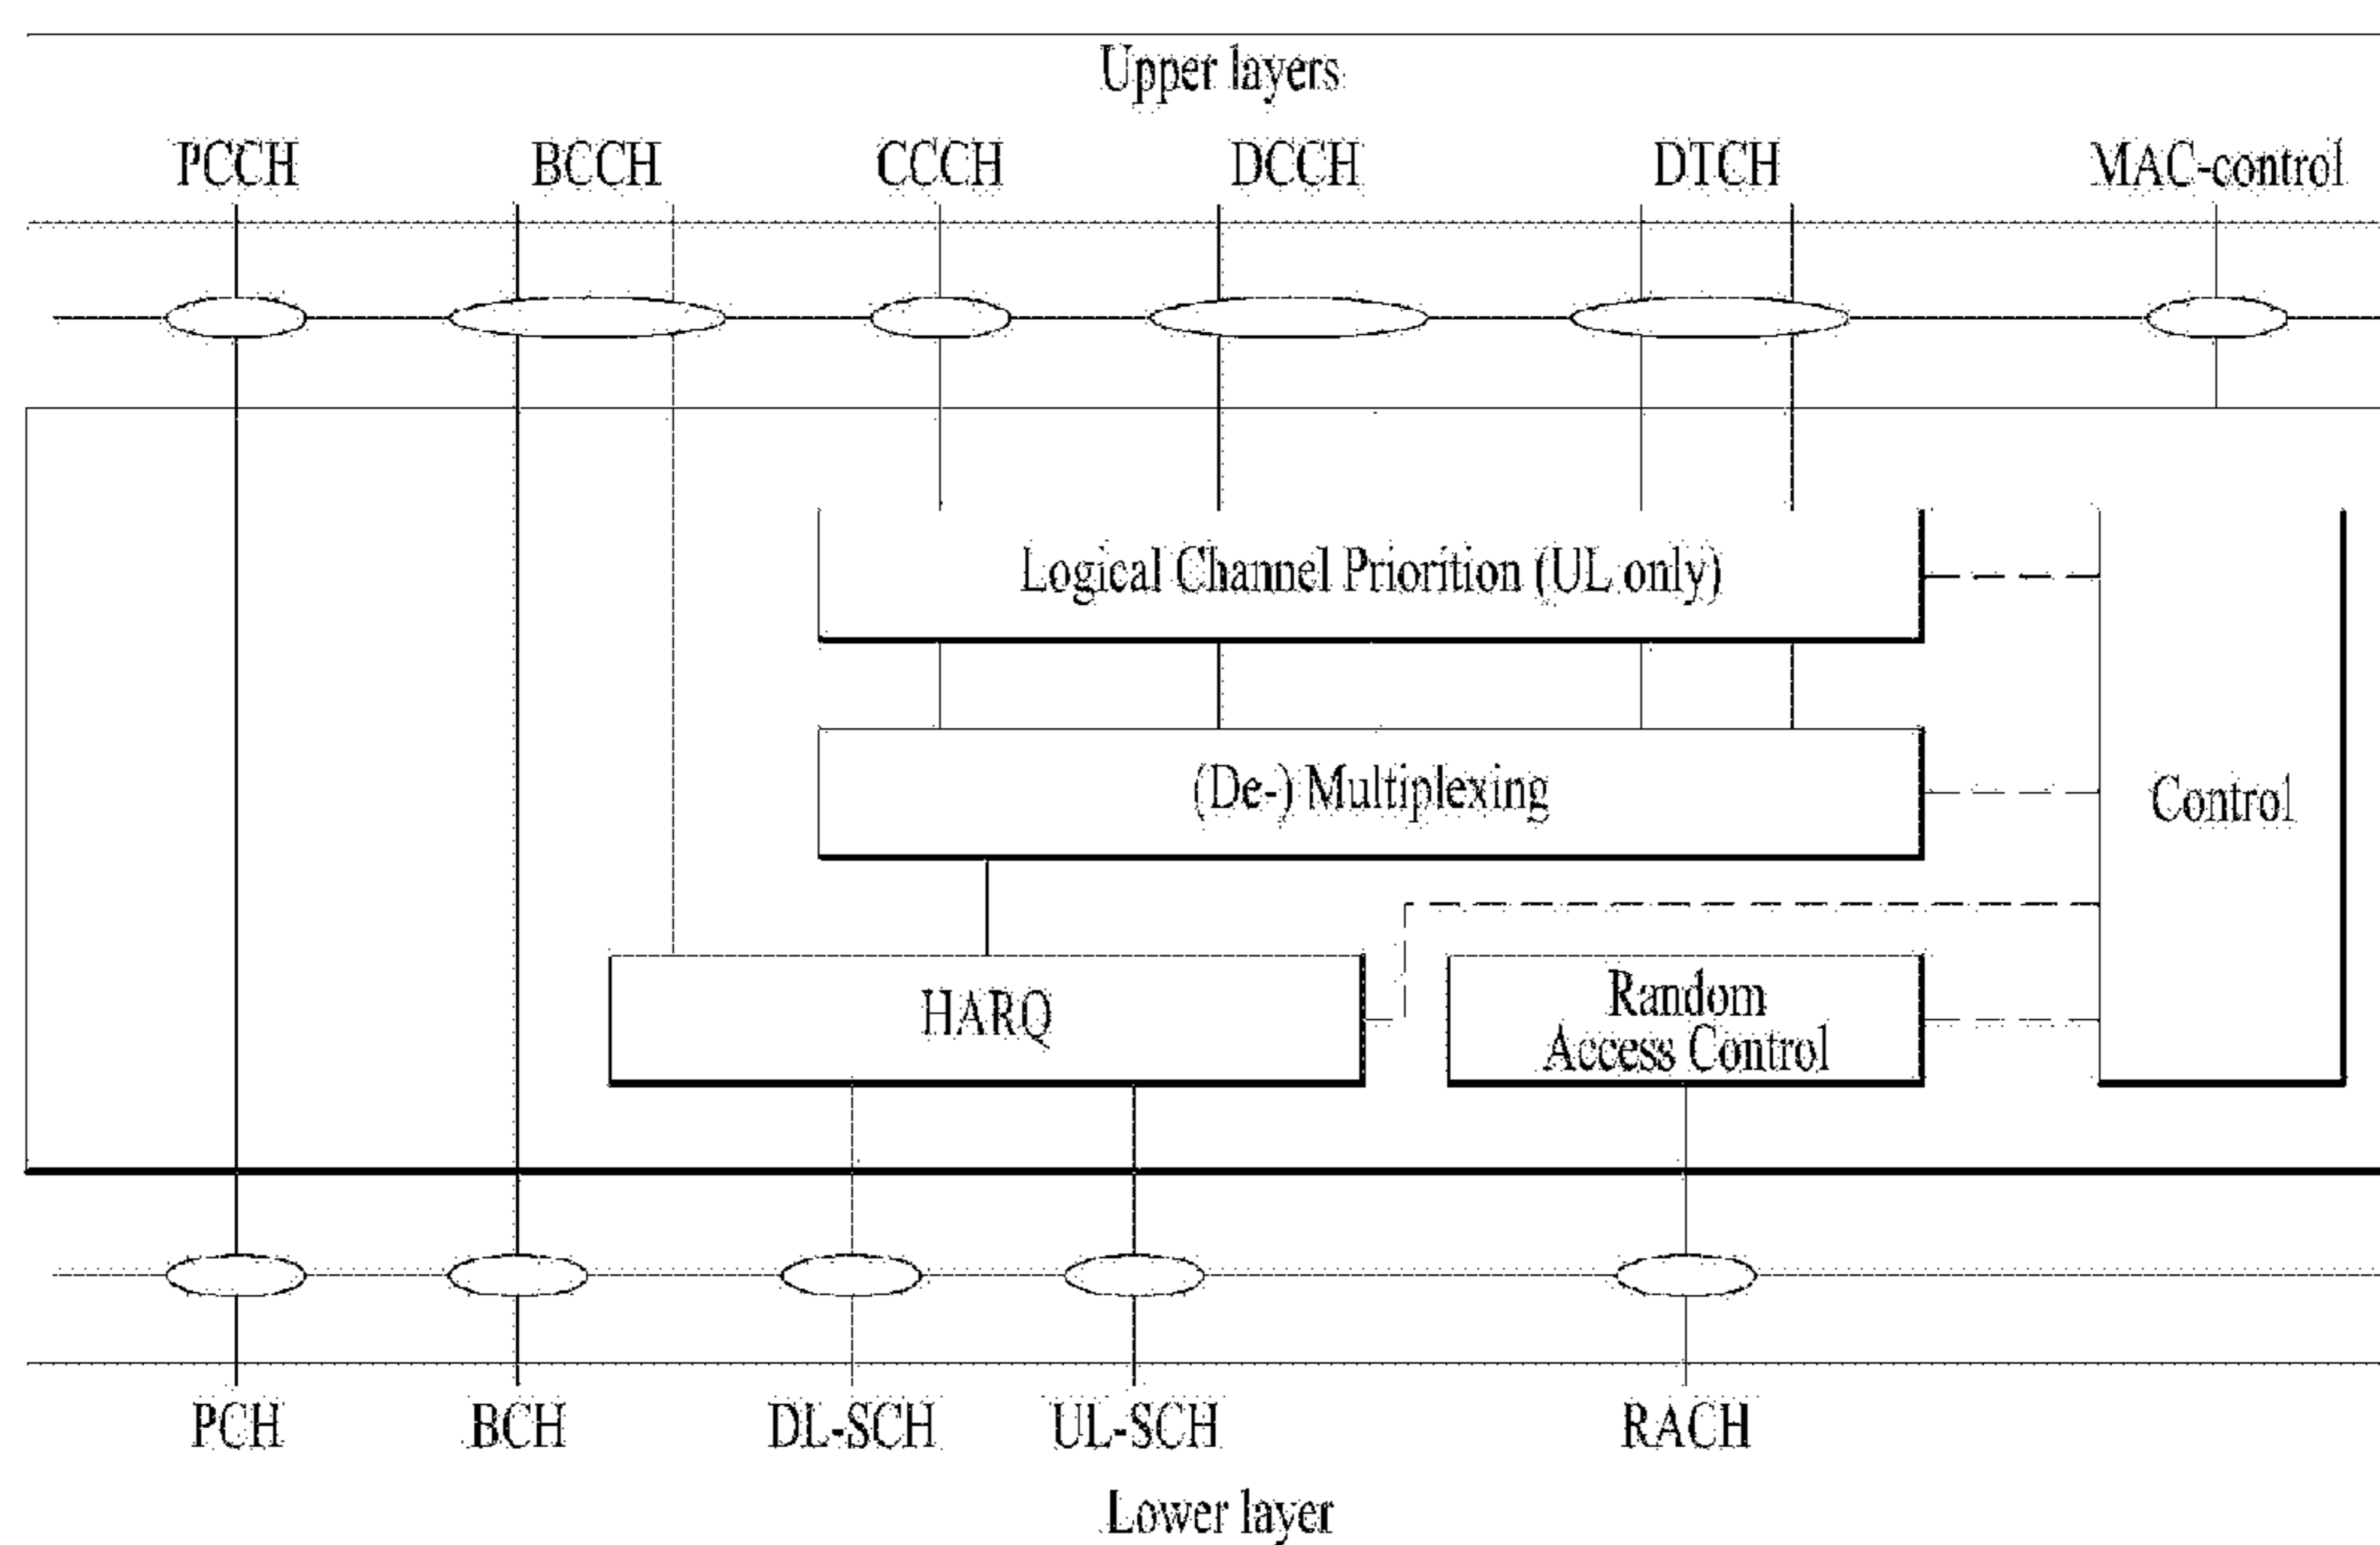 Upper layers
PCCH BCCH CCCH DCCH DTCH MAC-control
Logical Channel Priorition (UL only)
(De-) Multiplexing
Control
HARQ
Random
Access Control
PCH BCH DL-SCH UL-SCH RACH
Lower layer